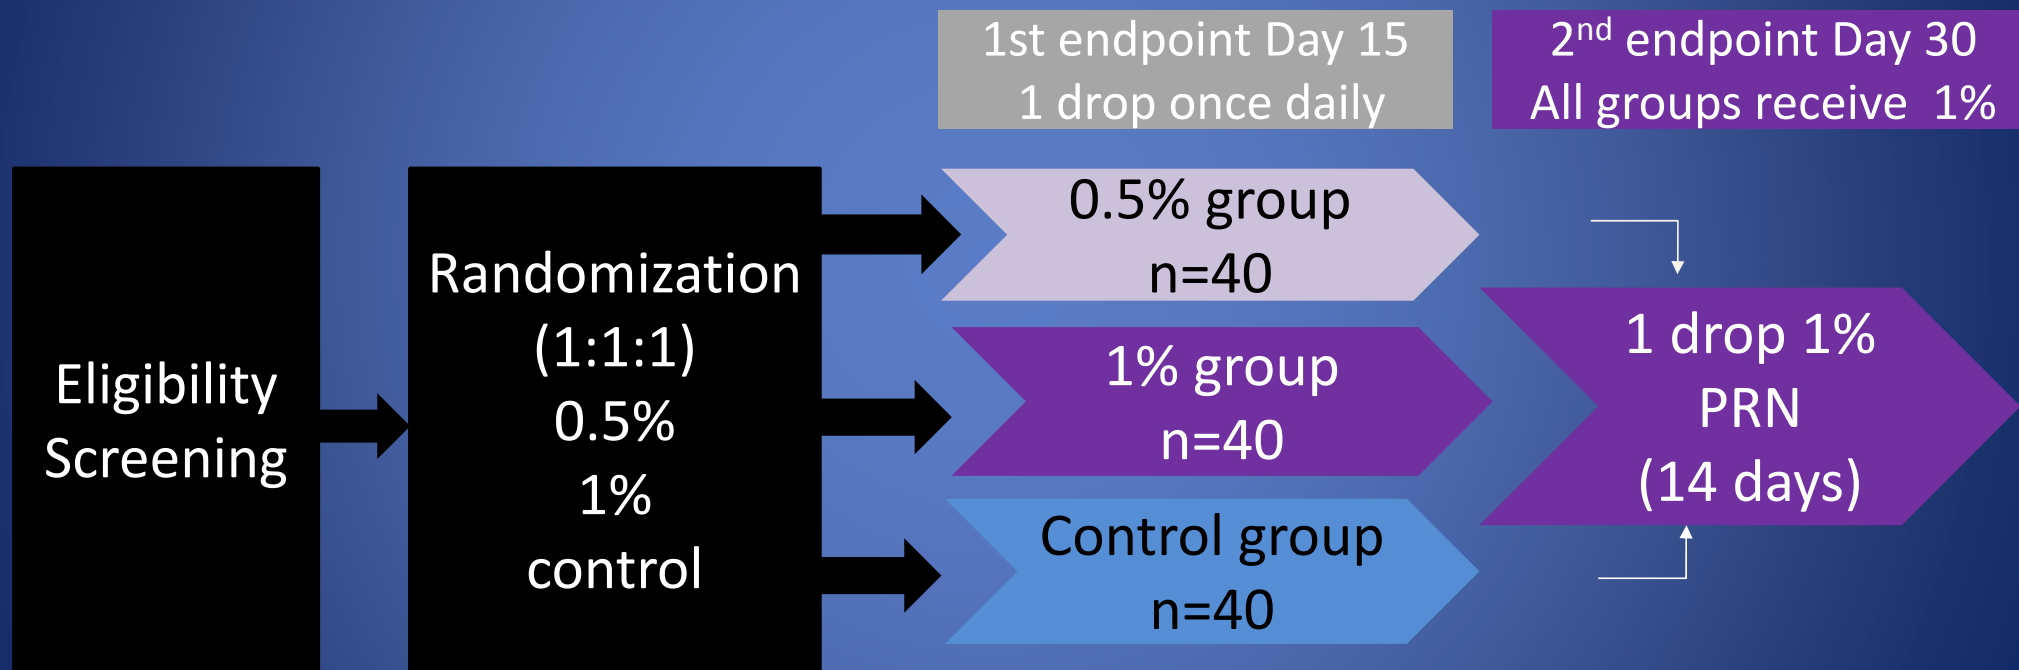 1st endpoint Day 15
1 drop once daily
2nd endpoint Day 30
All groups receive 1%
Eligibility
Screening
Randomization
(1:1:1)
0.5%
1%
control
0.5% group
n=40
1% group
n=40
Control group
n=40
1 drop 1%
PRN
(14 days)